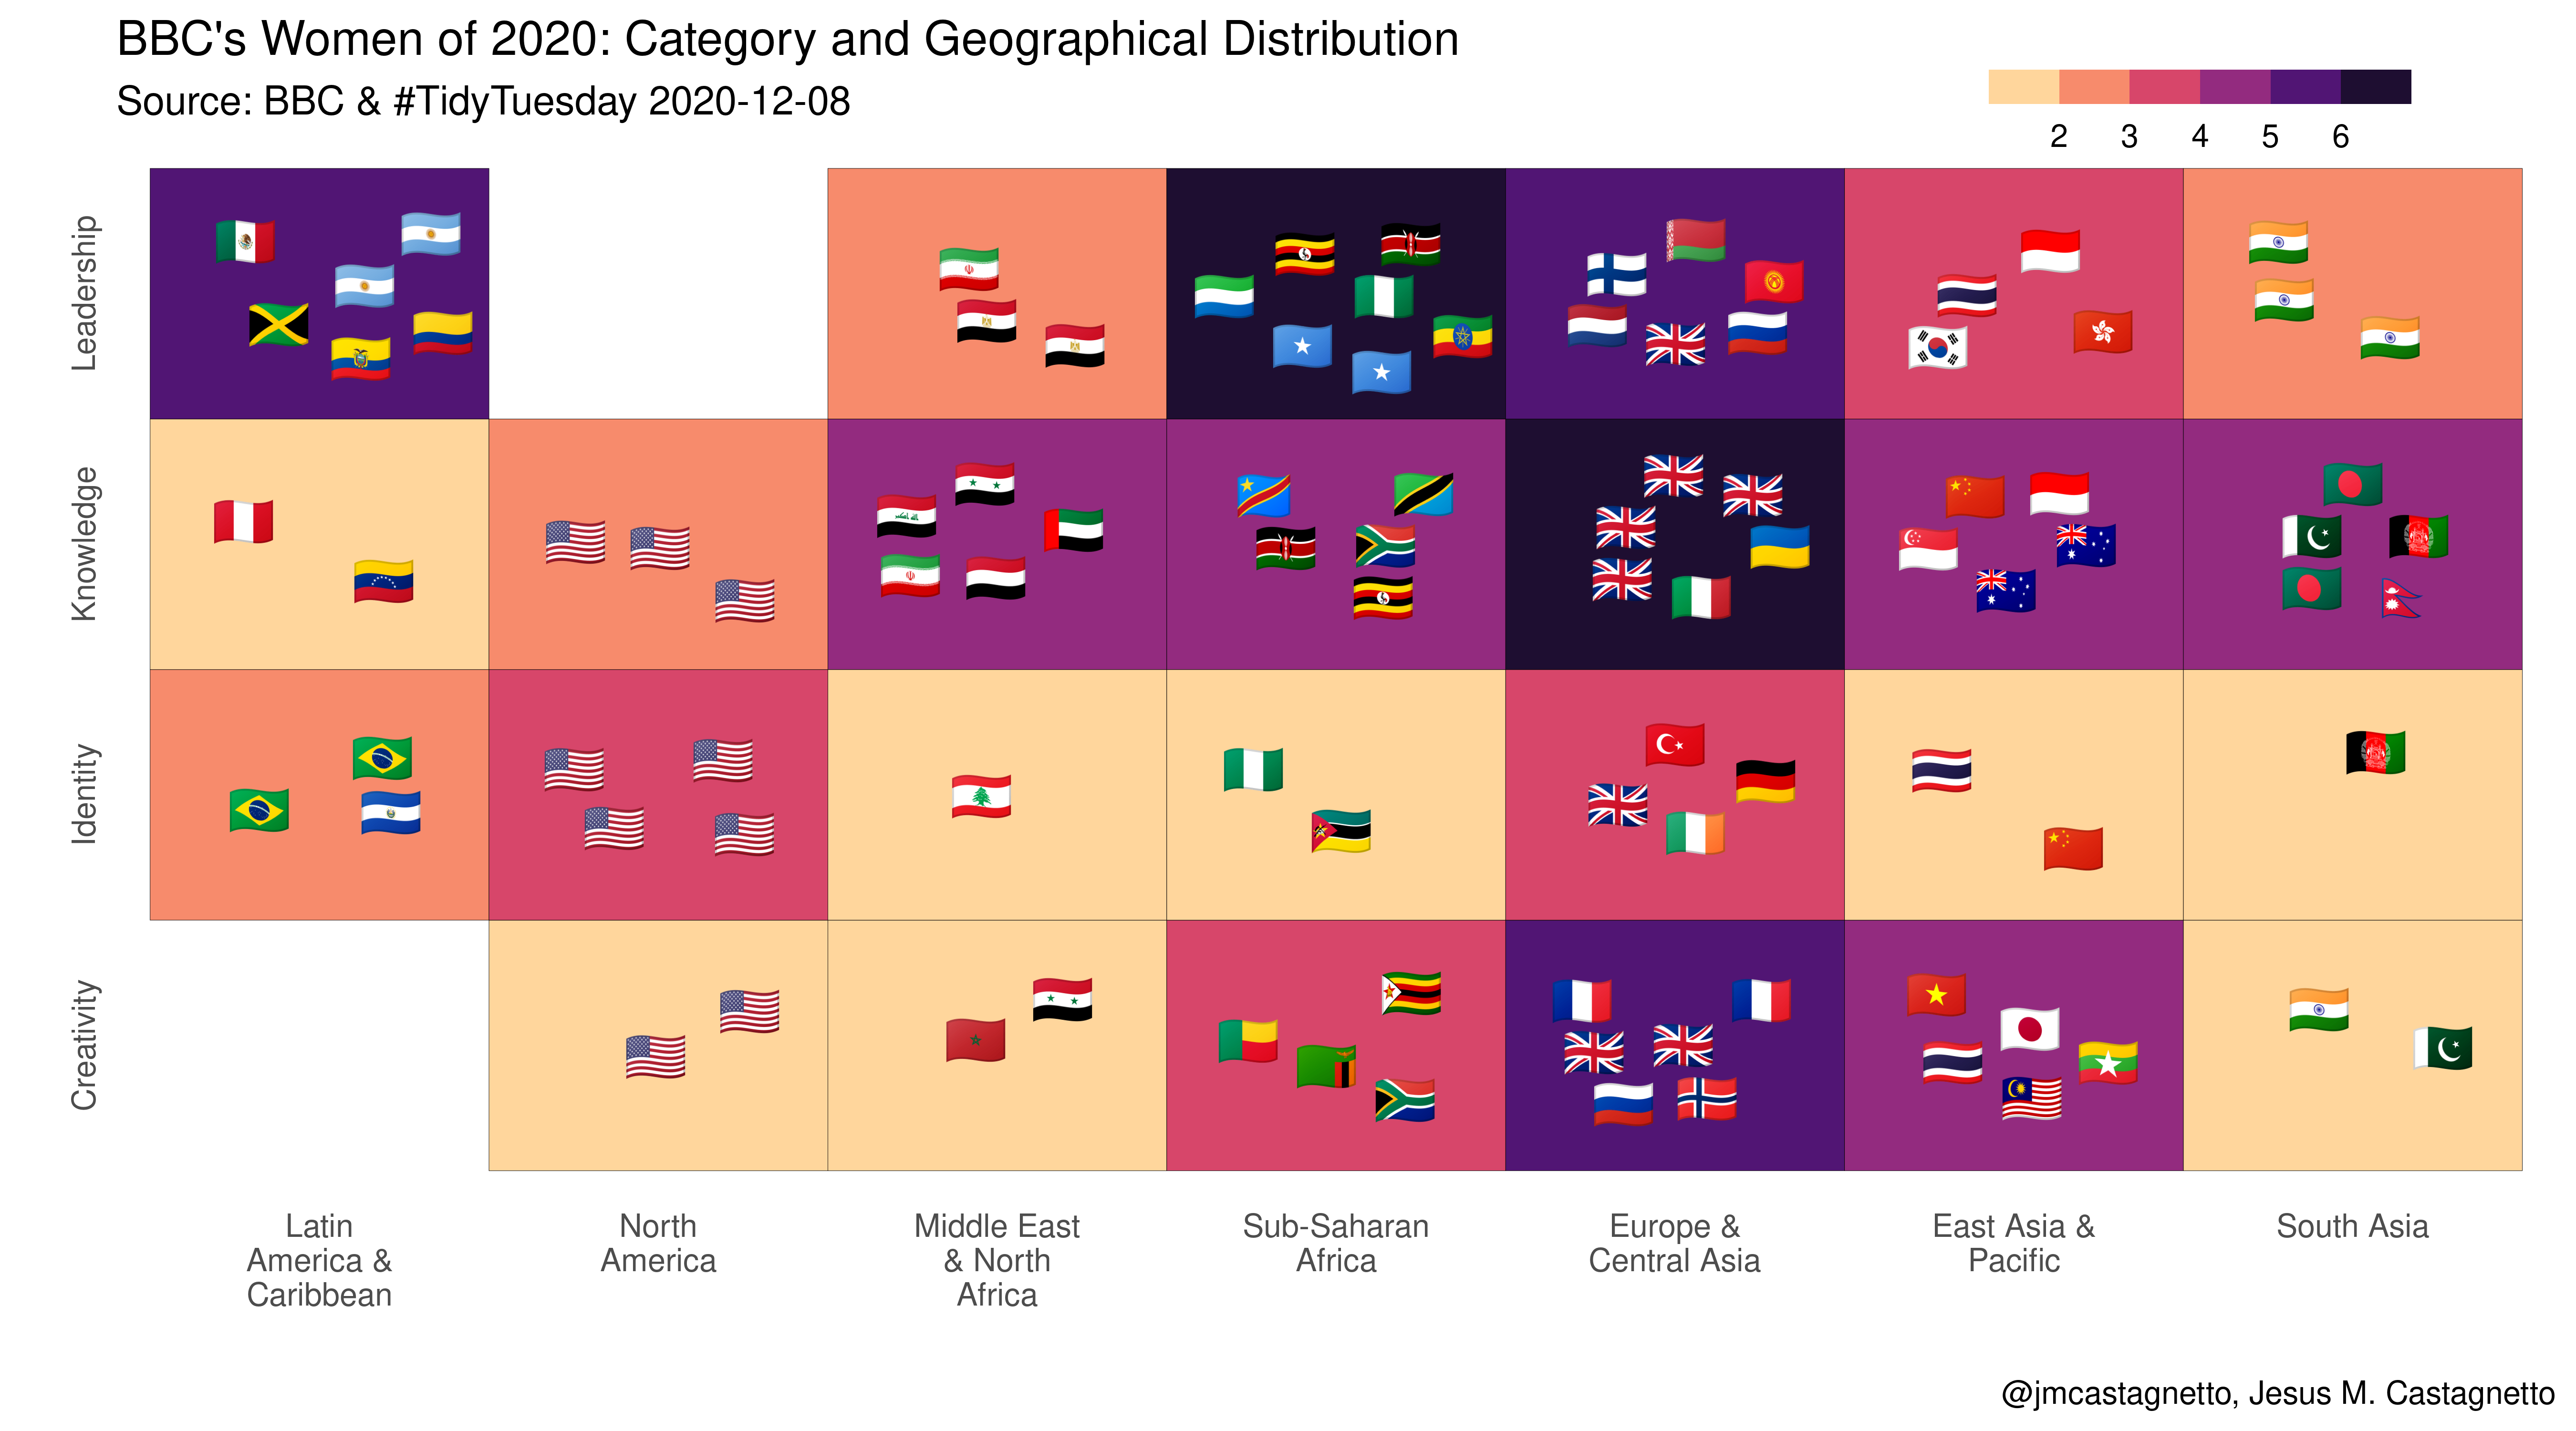 BBC's Women of 2020: Category and Geographical Distribution
Source: BBC & #TidyTuesday 2020-12-08
2 3 4 5 6
Leadership
Knowledge
Identity
Creativity
Latin
America &
Caribbean
North
America
Middle East
& North
Africa
Sub-Saharan
Africa
Europe &
Central Asia
East Asia &
Pacific
South Asia
@jmcastagnetto, Jesus M. Castagnetto